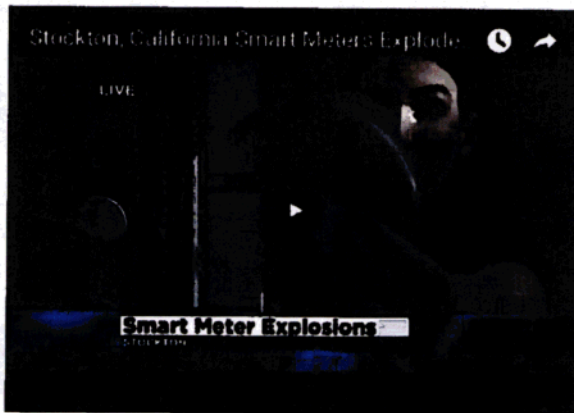 Stockton, California Smart Meters Explode
LIVE
Smart Meter Explosions
STOCKTON